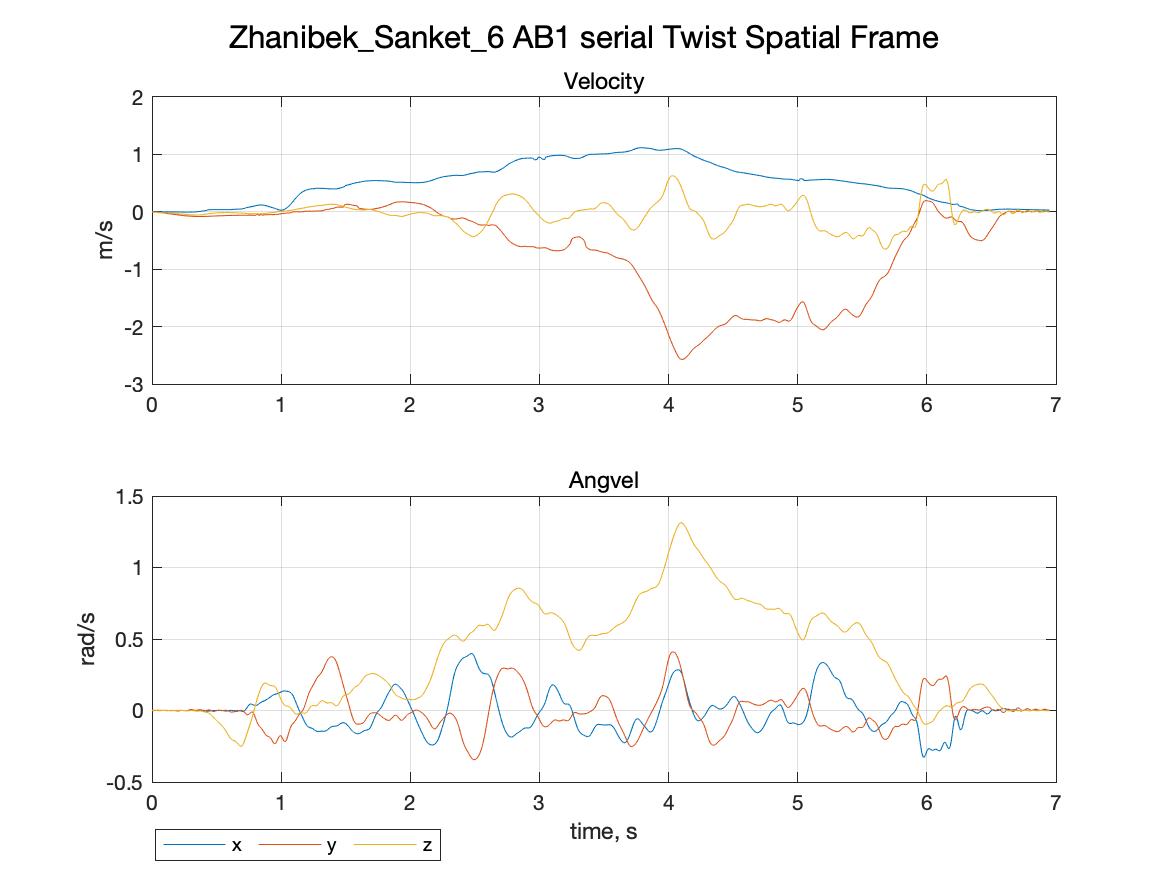 Zhanibek_Sanket_6 AB1 serial Twist Spatial Frame
Velocity
2
1
0
-1
-2
-3
m/s
0 1 2 3 4 5 6 7
Angvel
1.5
1
0.5
0
-0.5
rad/s
0 1 2 3 4 5 6 7
time, s
x y z